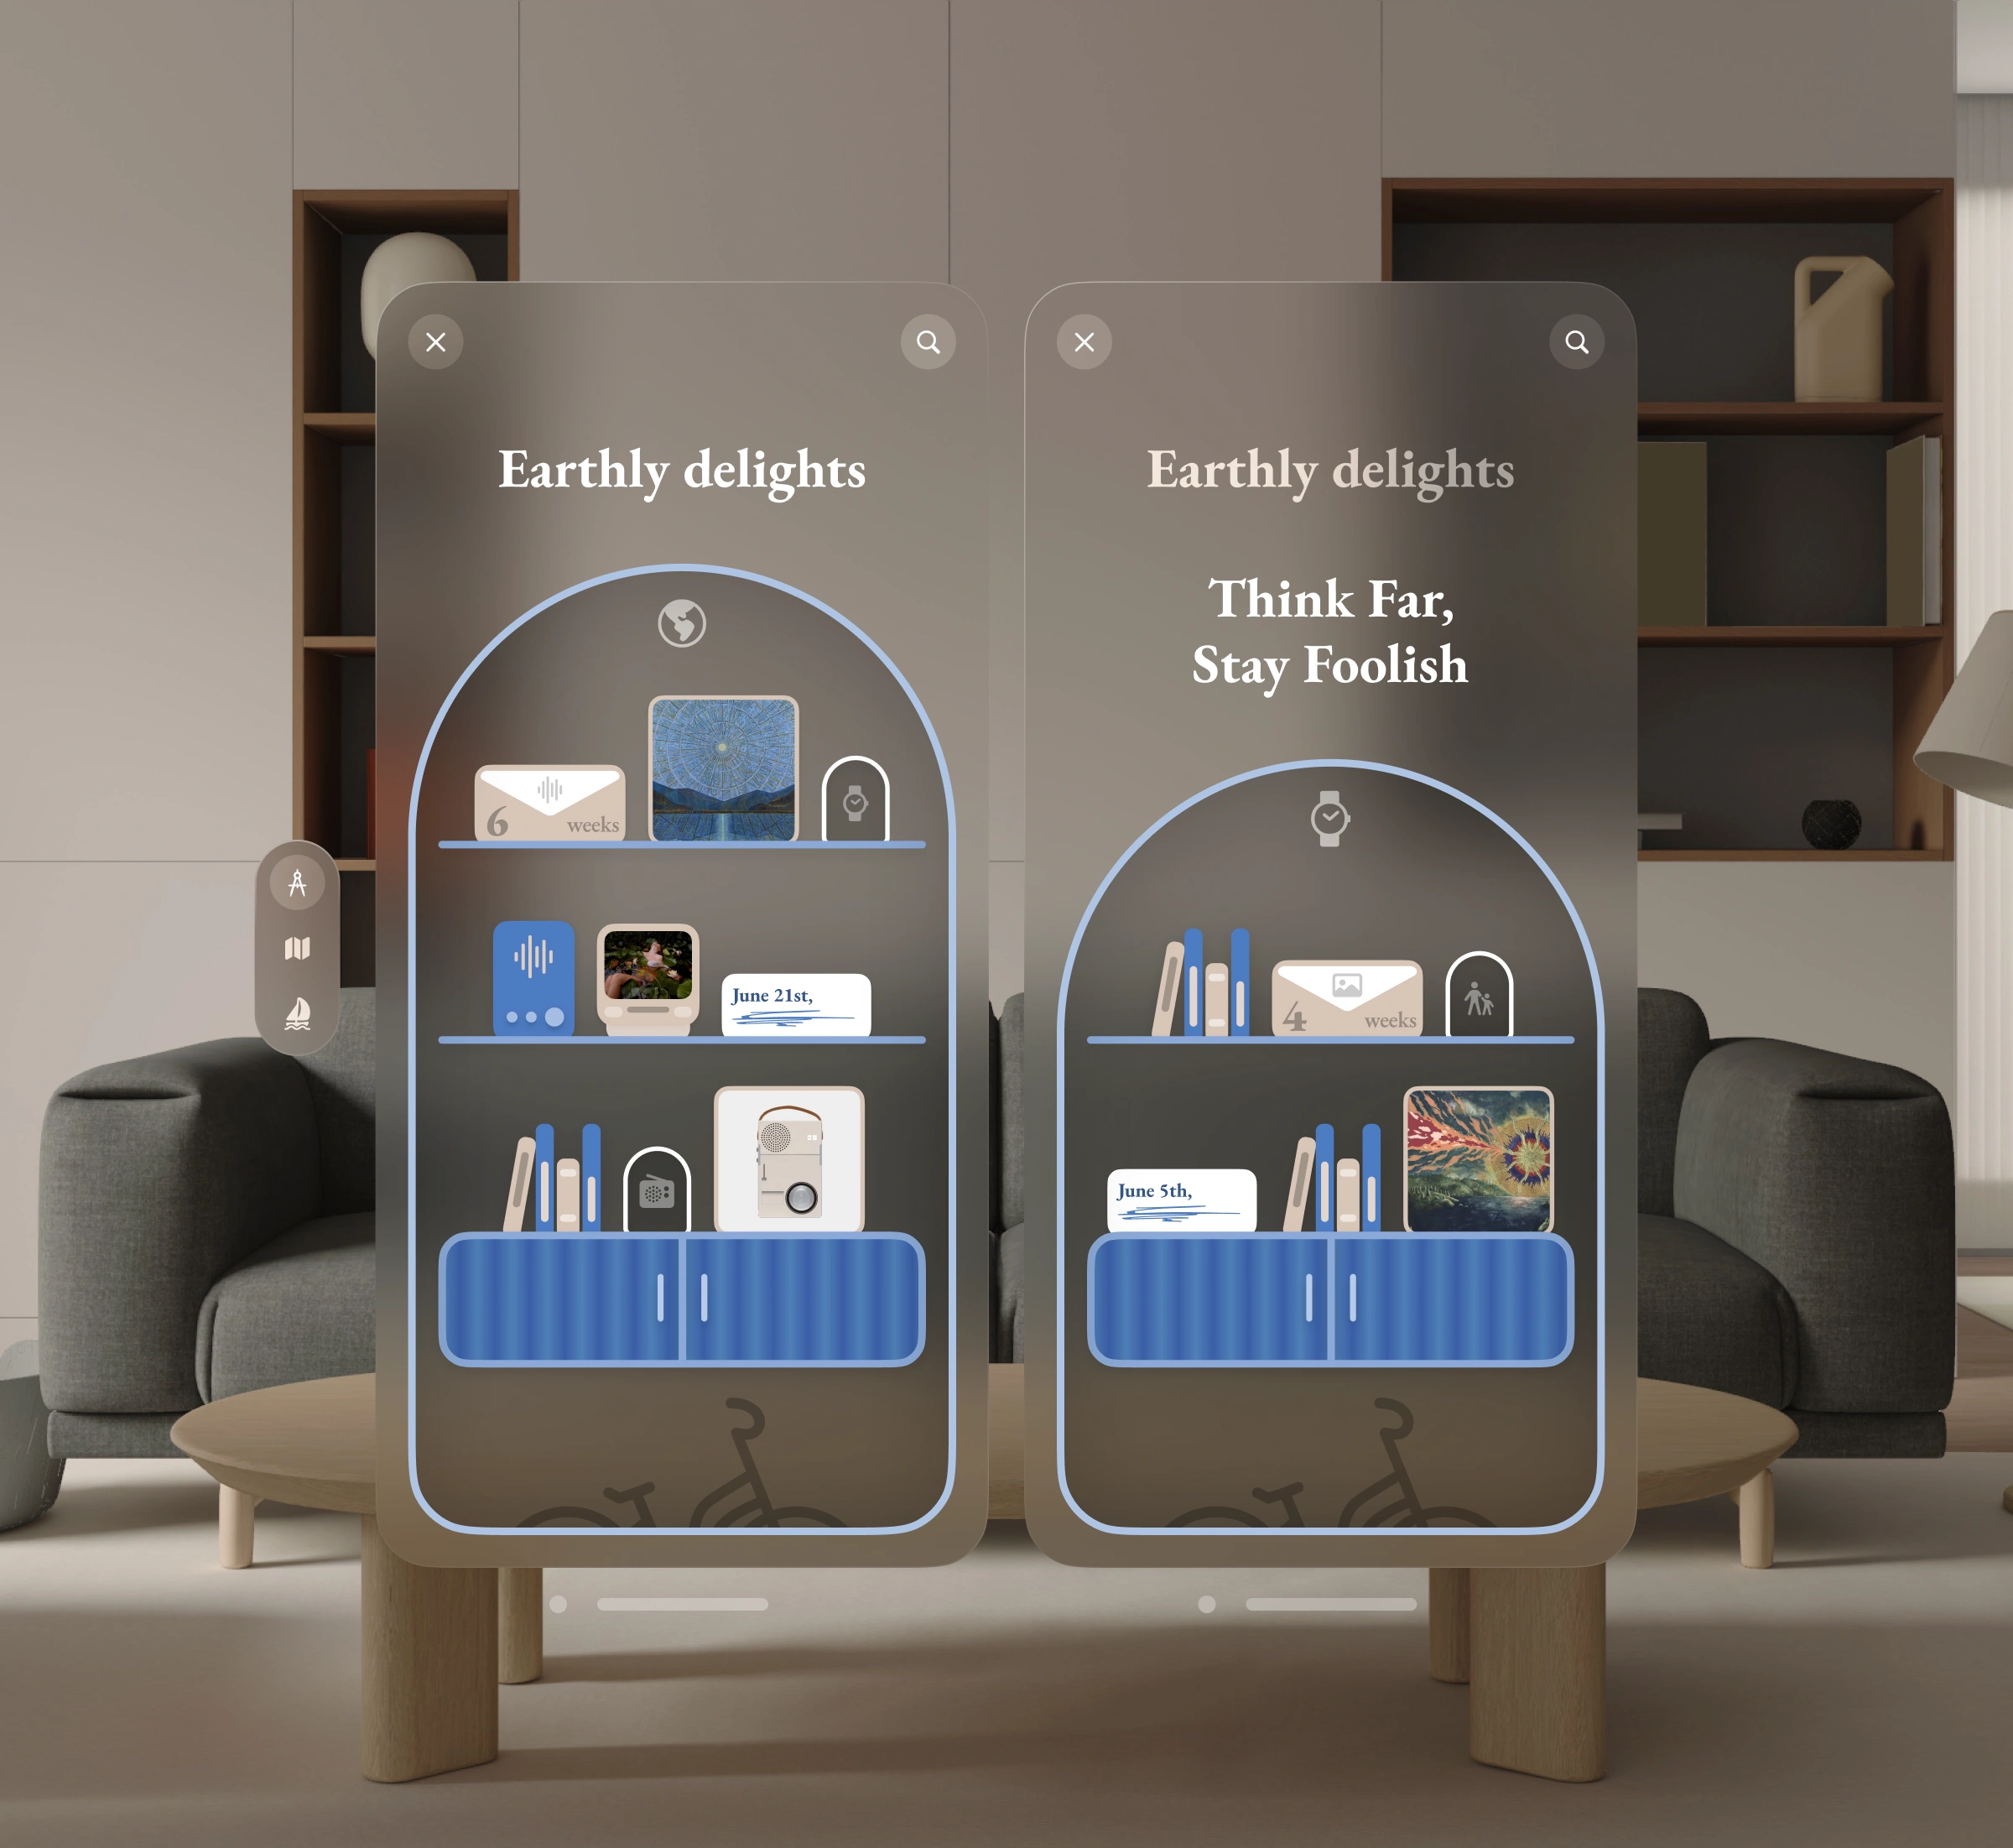 Earthly delights
6 weeks
June 21st,
Earthly delights
Think Far,
Stay Foolish
4 weeks
June 5th,